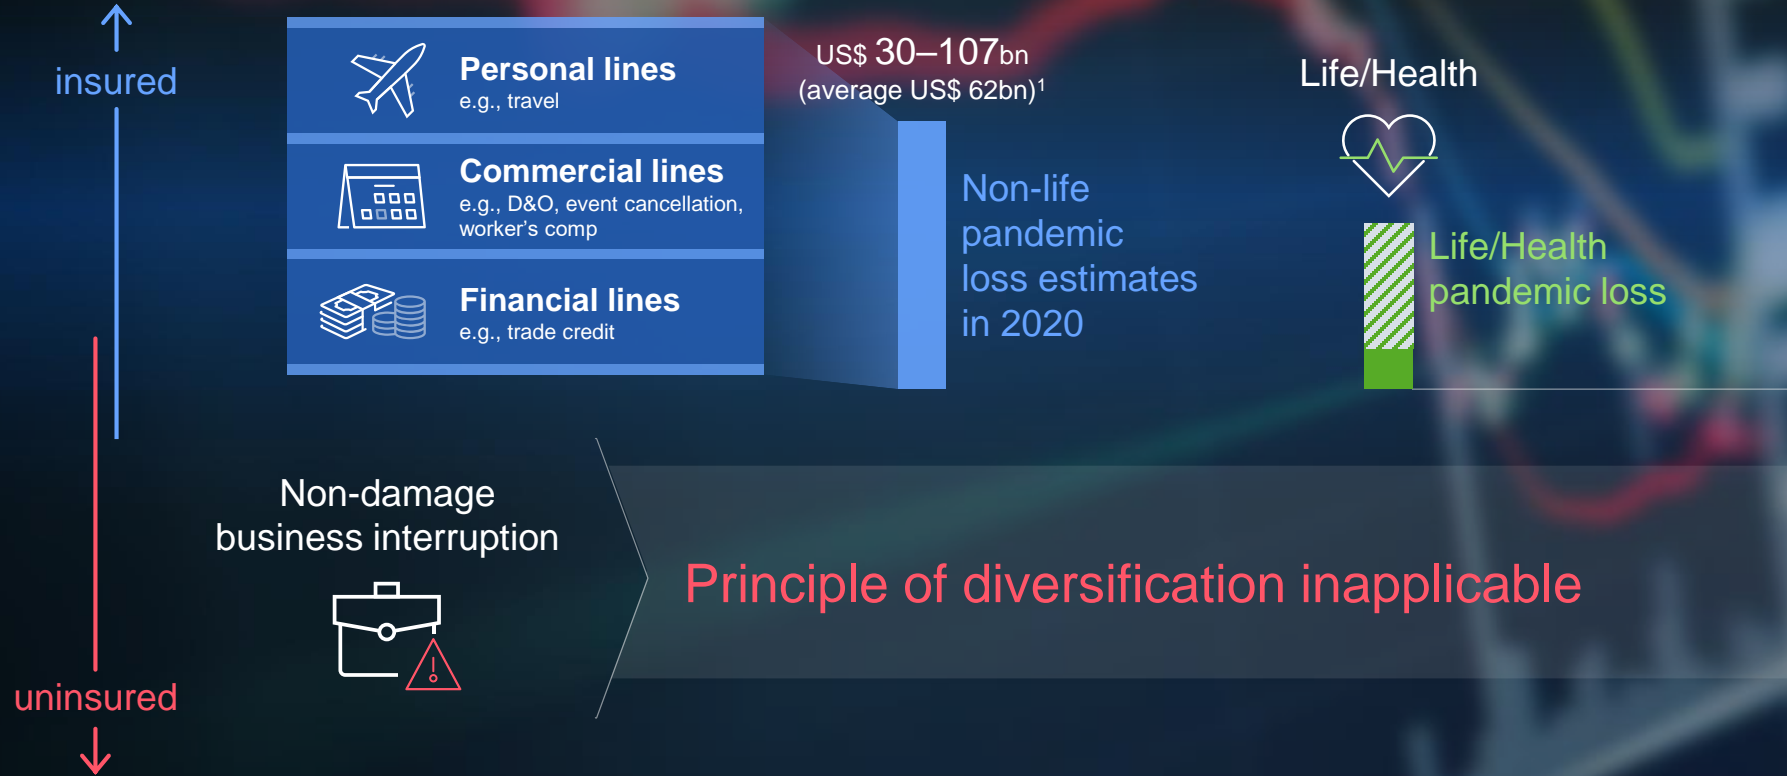 insured
Personal lines
e.g., travel
Commercial lines
e.g., D&O, event cancellation,
worker's comp
Financial lines
e.g., trade credit
US$ 30–107bn
(average US$ 62bn)¹
Non-life
pandemic
loss estimates
in 2020
Life/Health
Life/Health
pandemic loss
Non-damage
business interruption
Principle of diversification inapplicable
uninsured